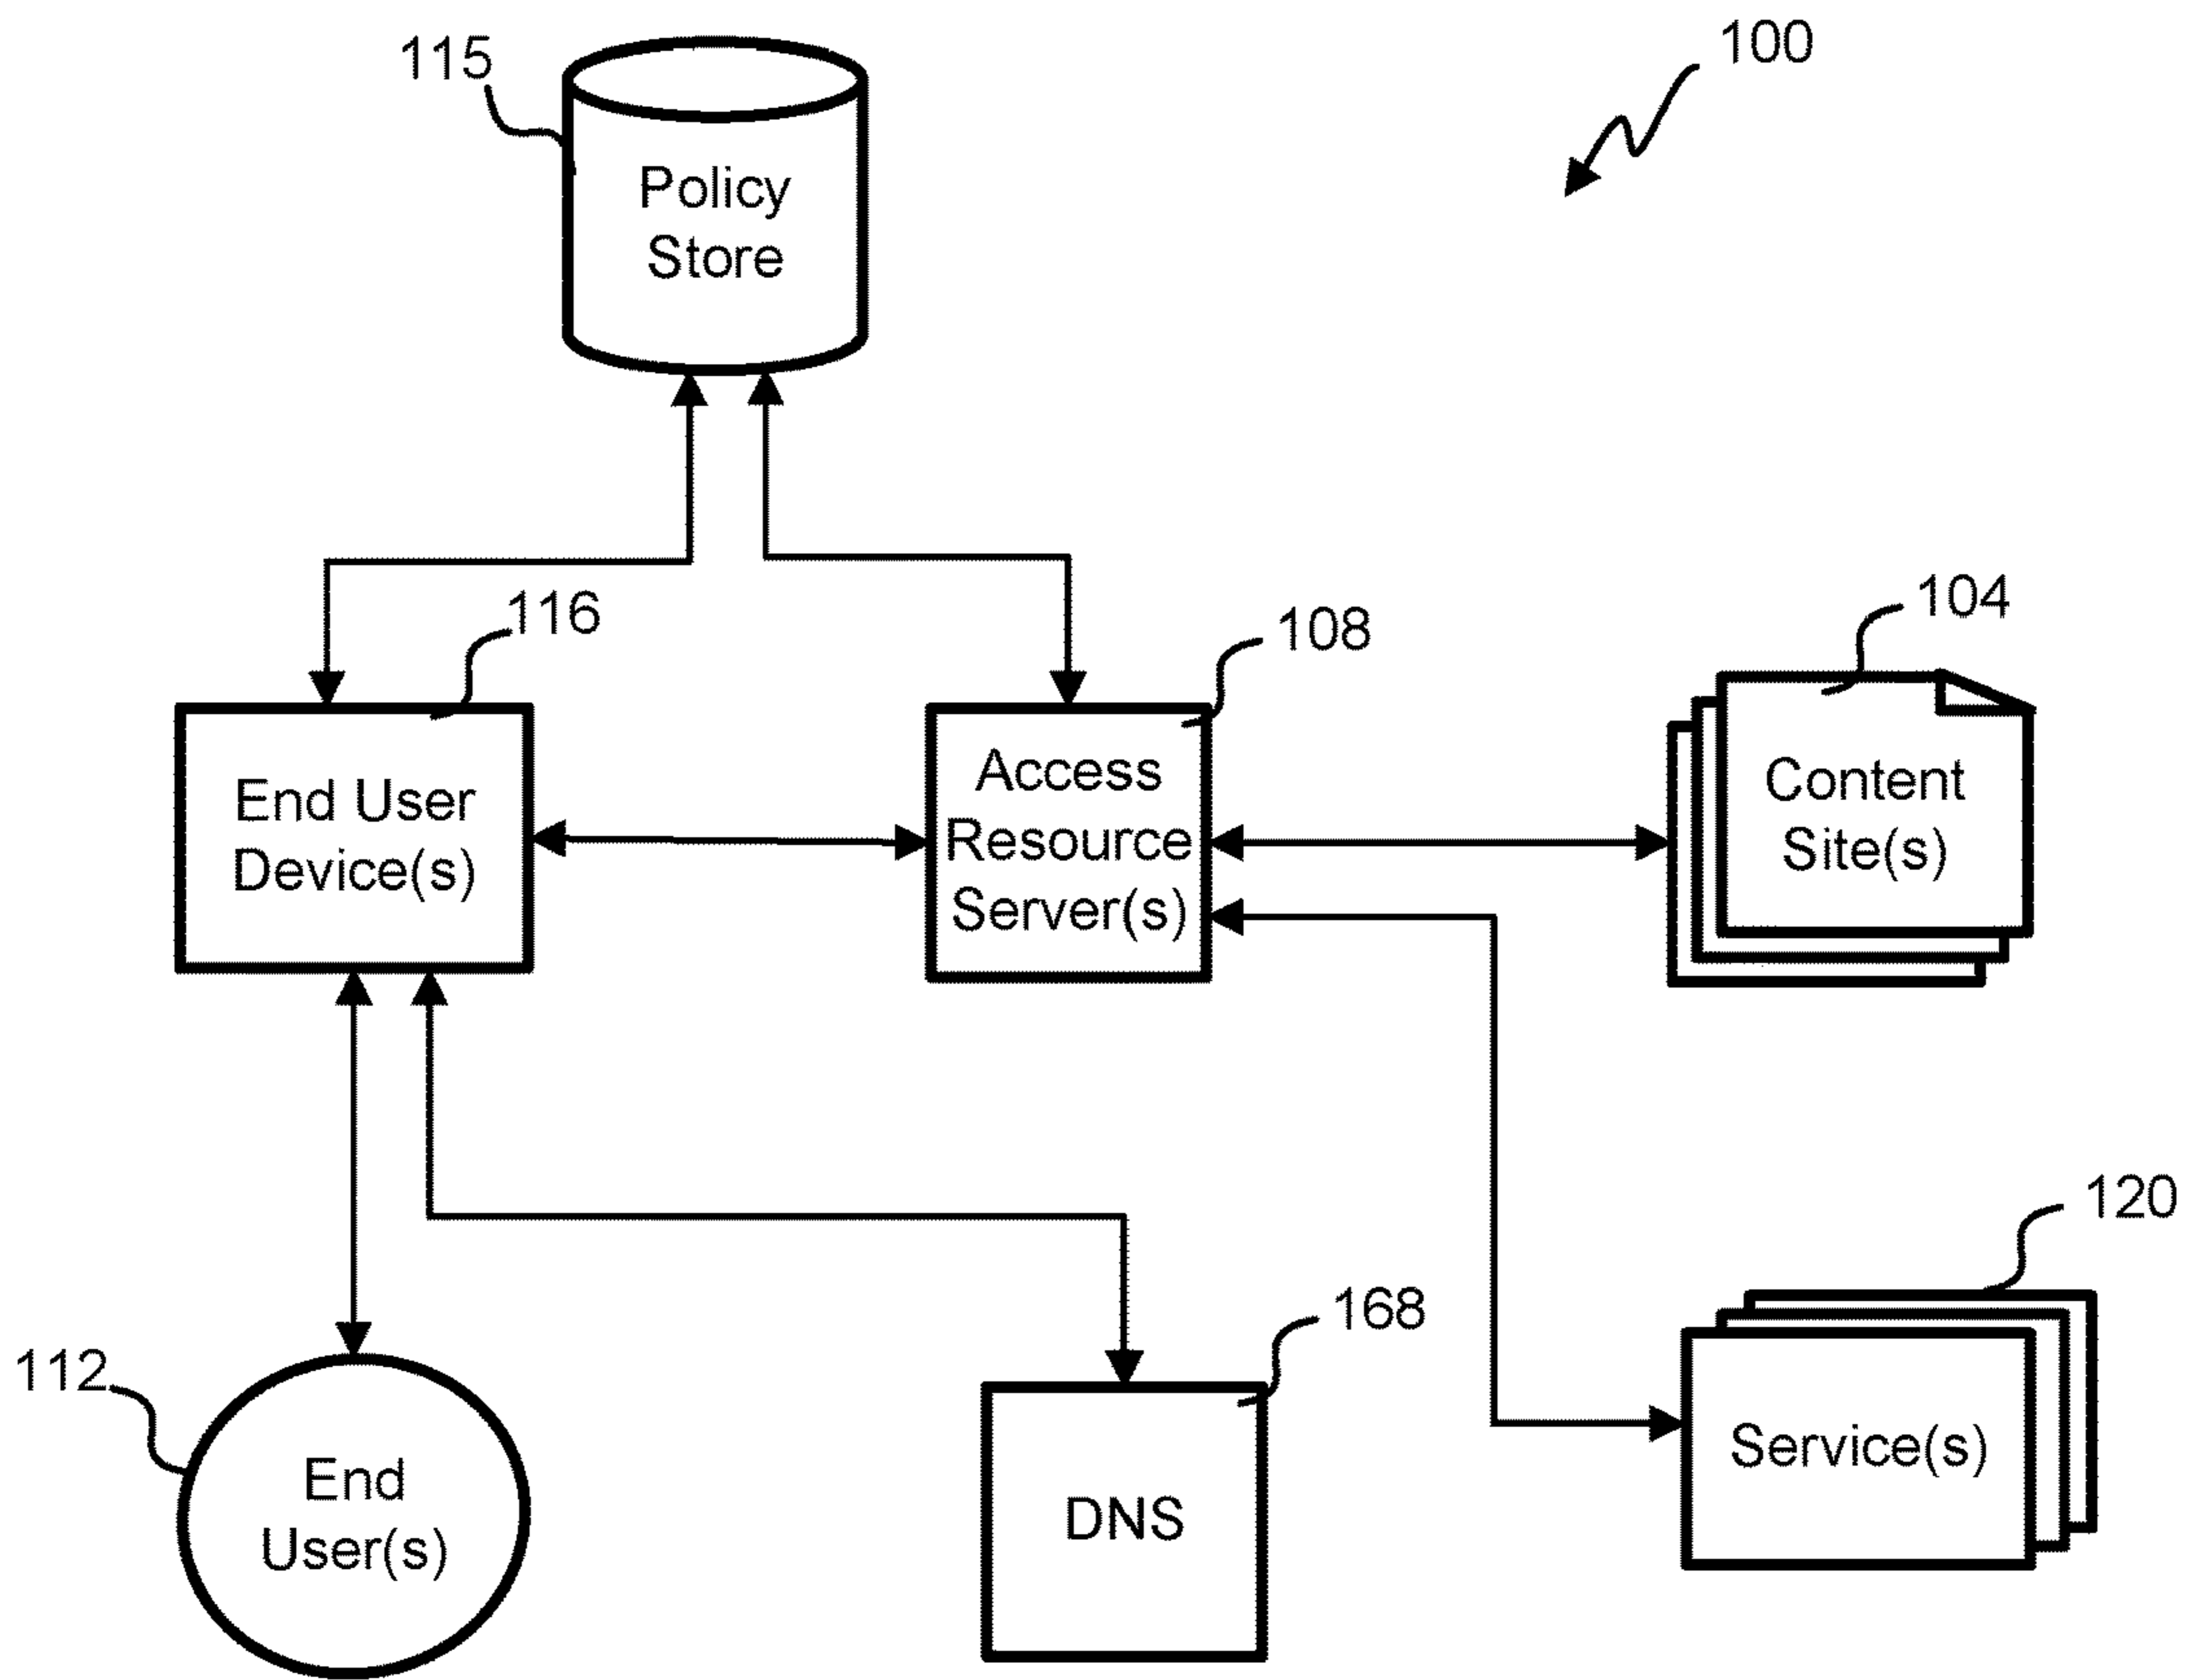 115
100
Policy
Store
116
108
104
End User
Device(s)
Access
Resource
Server(s)
Content
Site(s)
120
168
112
End
User(s)
DNS
Service(s)